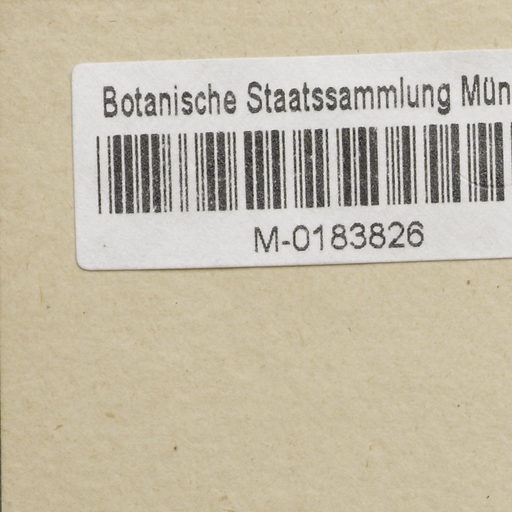 Botanische Staatssammlung Mün
M-0183826